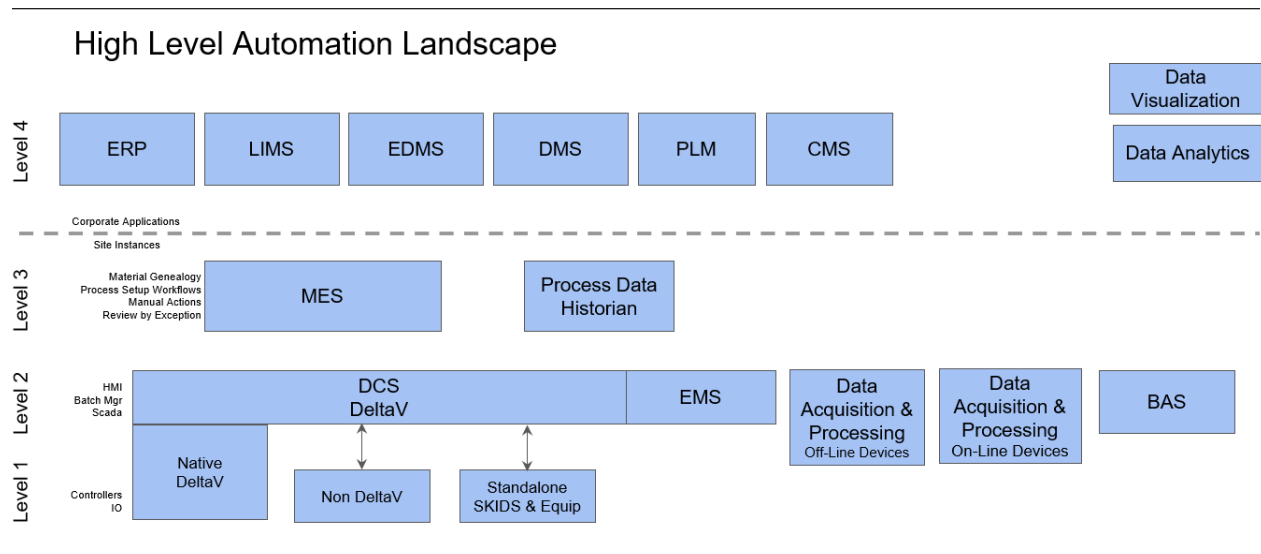 High Level Automation Landscape
Data
Visualization
Data Analytics
Level 4
ERP
LIMS
EDMS
DMS
PLM
CMS
Corporate Applications
Site Instances
Level 3
Material Genealogy
Process Setup Workflows
Manual Actions
Review by Exception
MES
Process Data
Historian
Level 2
HMI
Batch Mgr
Scada
DCS
DeltaV
EMS
Data
Acquisition &
Processing
Off-Line Devices
Data
Acquisition &
Processing
On-Line Devices
BAS
Level 1
Controllers
IO
Native
DeltaV
Non DeltaV
Standalone
SKIDS & Equip